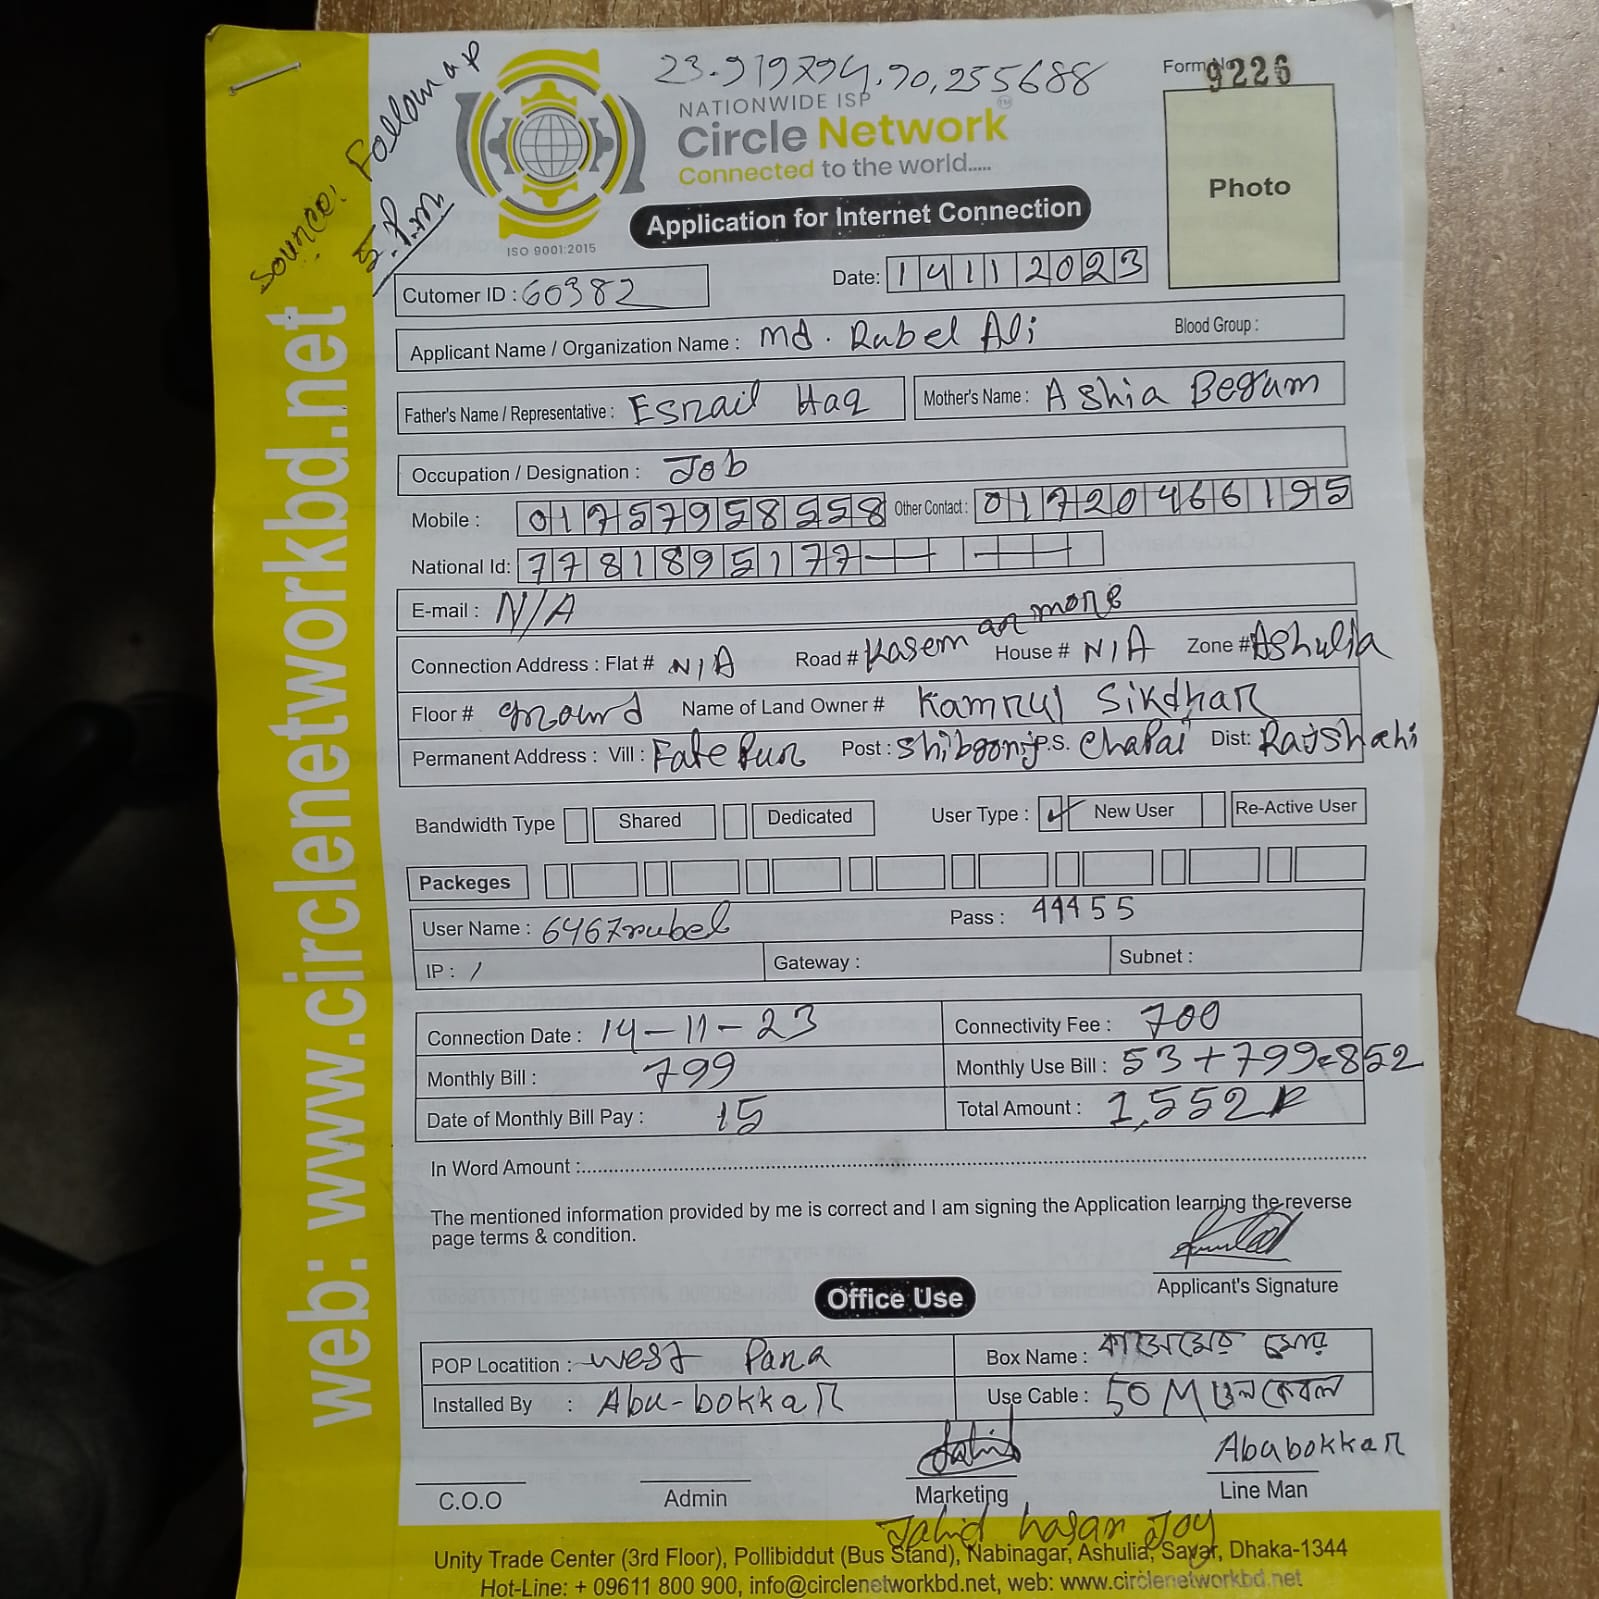 23.919794,90,255688
Form No 9226
Source: Follow up
5.P.m
NATIONWIDE ISP
Circle Network™
Connected to the world.....
ISO 9001:2015
Photo
Application for Internet Connection
Cutomer ID : 60382 Date: 14112023
Applicant Name / Organization Name : Md. Rubel Ali Blood Group :
Father's Name / Representative : Esrail Haq Mother's Name : Ashia Begum
Occupation / Designation : Job
Mobile : 01757958558 Other Contact : 01720466195
National Id: 7781895177
E-mail : N/A
Connection Address : Flat # N/A Road # Kasem ar more House # N/A Zone # Ashulia
Floor # ground Name of Land Owner # Kamrul Sikdhar
Permanent Address : Vill : Fatepur Post : Shibgonj P.S. Chapai Dist: Rajshahi
Bandwidth Type Shared Dedicated User Type : ✓ New User Re-Active User
Packeges
User Name : 6467rubel Pass : 44455
IP : / Gateway : Subnet :
Connection Date : 14-11-23 Connectivity Fee : 700
Monthly Bill : 799 Monthly Use Bill : 53+799=852
Date of Monthly Bill Pay : 15 Total Amount : 1,552
In Word Amount :
The mentioned information provided by me is correct and I am signing the Application learning the reverse
page terms & condition.
Applicant's Signature
Office Use
POP Locatition : West Para Box Name : কাসেমের মোর
Installed By : Abu-bokkar Use Cable : 50 M
Jahid Ababokkar
C.O.O Admin Marketing Line Man
Jahid hasan Joy
Unity Trade Center (3rd Floor), Pollibiddut (Bus Stand), Nabinagar, Ashulia, Savar, Dhaka-1344
Hot-Line: + 09611 800 900, info@circlenetworkbd.net, web: www.circlenetworkbd.net
web: www.circlenetworkbd.net